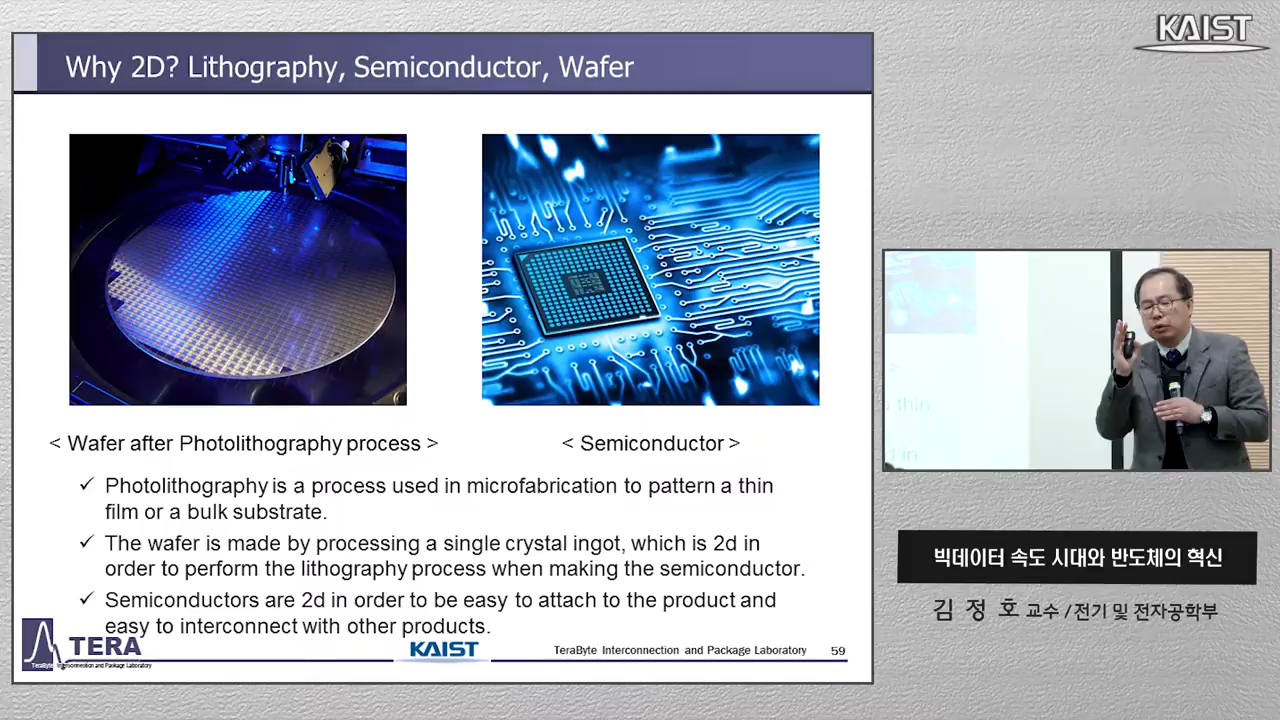 KAIST
Why 2D? Lithography, Semiconductor, Wafer
< Wafer after Photolithography process >
< Semiconductor >
✓ Photolithography is a process used in microfabrication to pattern a thin
film or a bulk substrate.
✓ The wafer is made by processing a single crystal ingot, which is 2d in
order to perform the lithography process when making the semiconductor.
✓ Semiconductors are 2d in order to be easy to attach to the product and
easy to interconnect with other products.
TERA
TeraByte Interconnection and Package Laboratory
KAIST
TeraByte Interconnection and Package Laboratory
59
a thin
d in
빅데이터 속도 시대와 반도체의 혁신
김 정 호 교수 / 전기 및 전자공학부